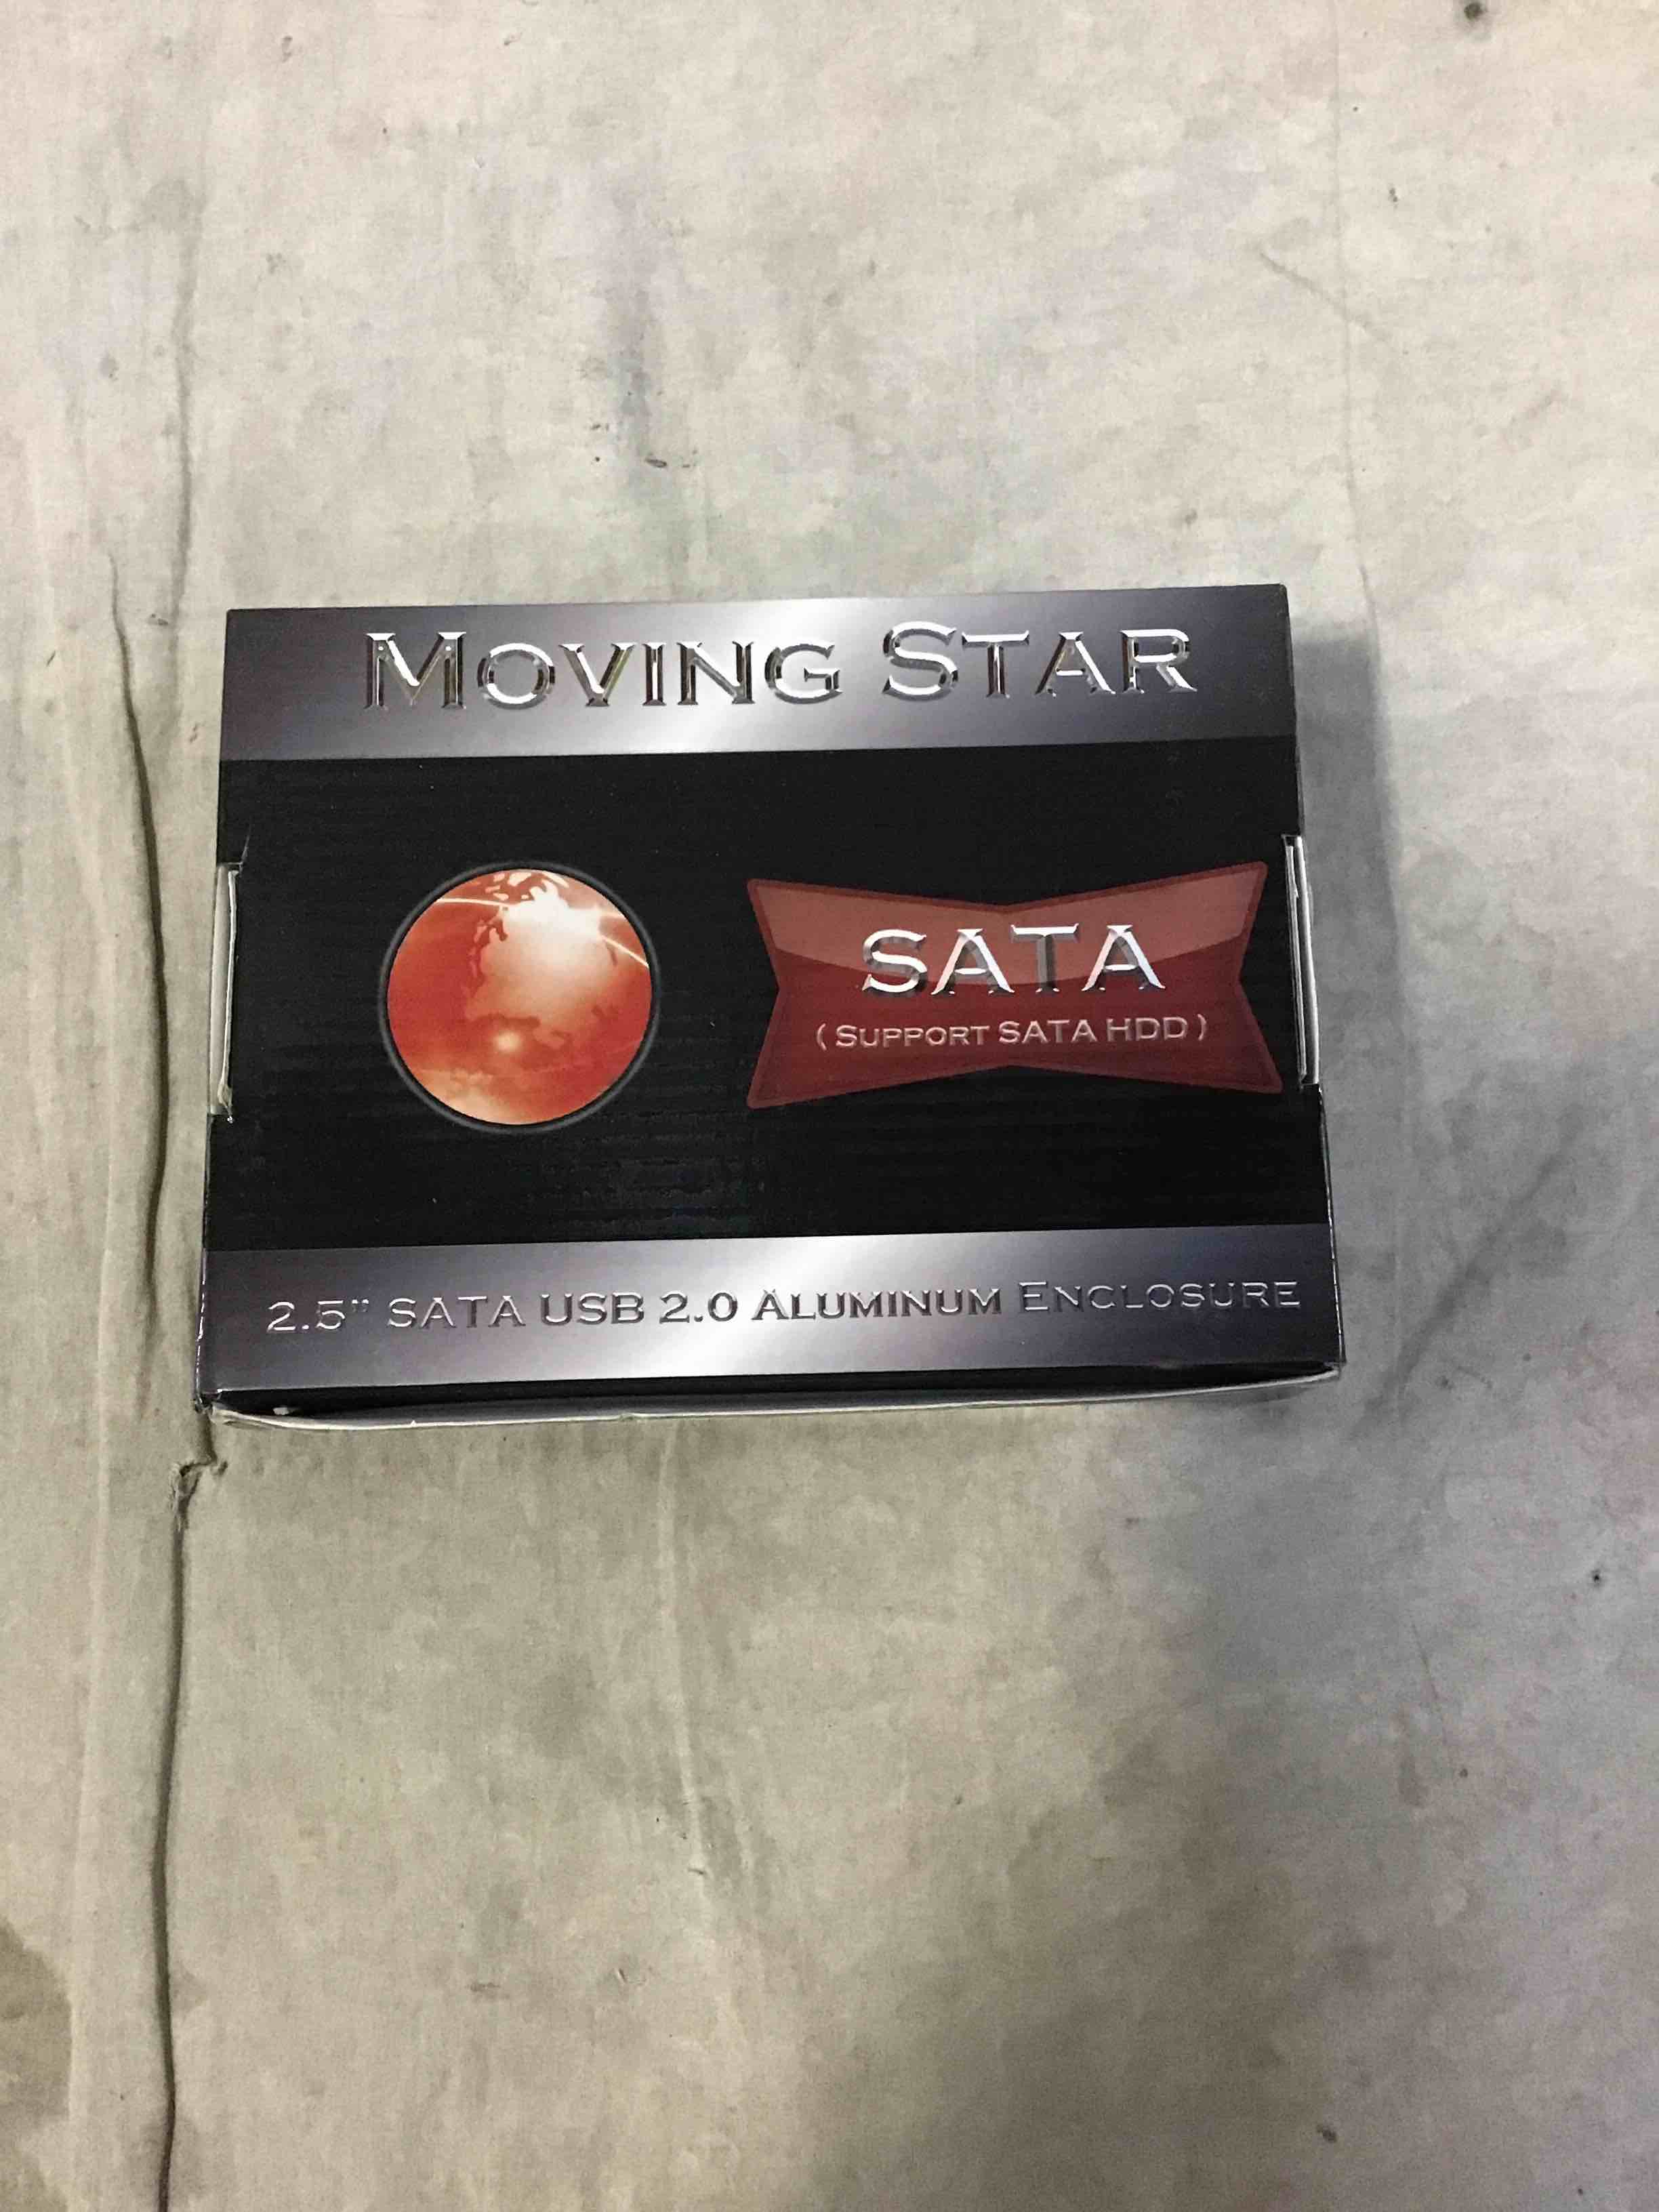 MOVING STAR
SATA
( SUPPORT SATA HDD )
2.5" SATA USB 2.0 ALUMINUM ENCLOSURE